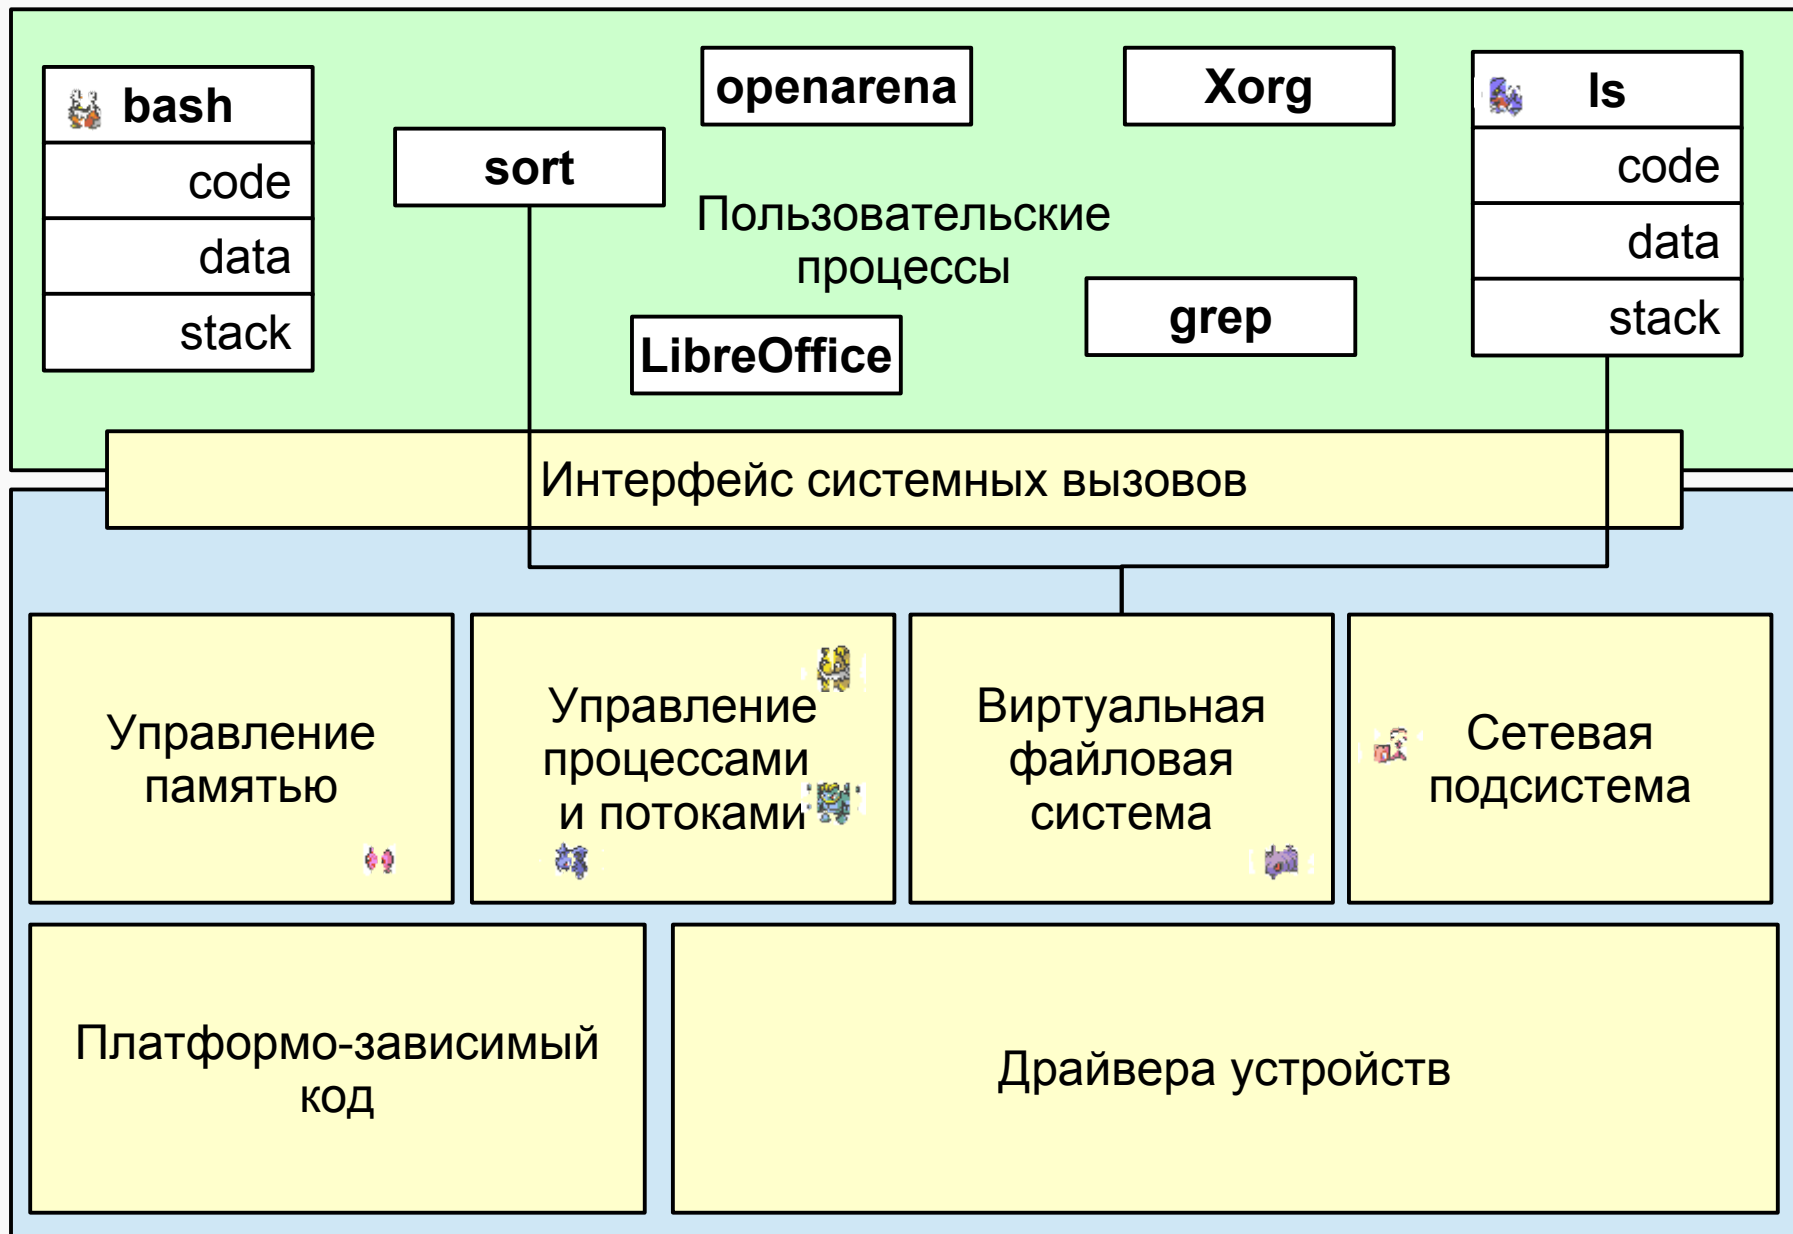 bash
code
data
stack
sort
openarena
Xorg
ls
code
data
stack
Пользовательские
процессы
LibreOffice
grep
Интерфейс системных вызовов
Управление
памятью
Управление
процессами
и потоками
Виртуальная
файловая
система
Сетевая
подсистема
Платформо-зависимый
код
Драйвера устройств